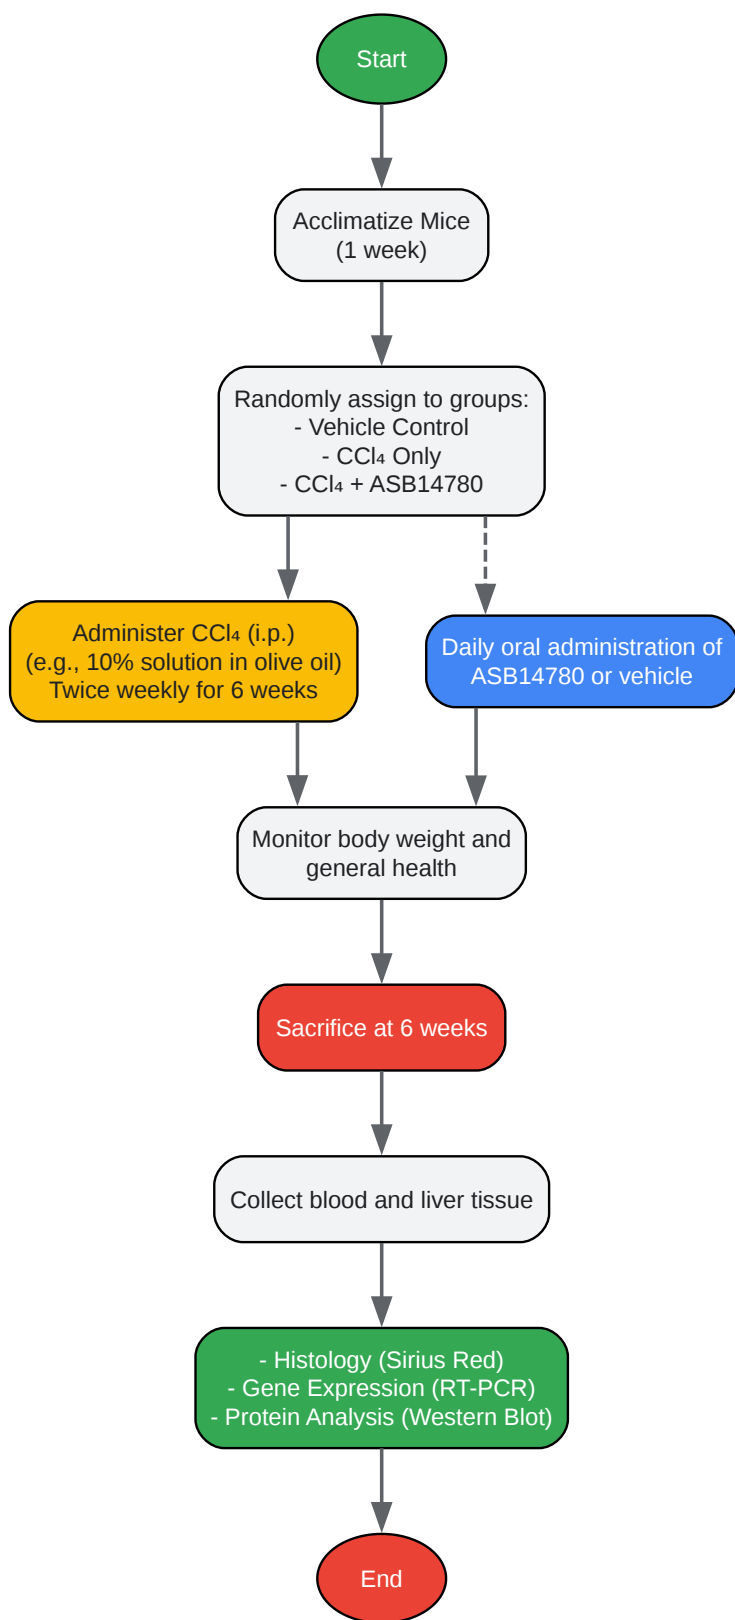 Start
Acclimatize Mice
(1 week)
Randomly assign to groups:
- Vehicle Control
- CCl₄ Only
- CCl₄ + ASB14780
Administer CCl₄ (i.p.)
(e.g., 10% solution in olive oil)
Twice weekly for 6 weeks
Daily oral administration of
ASB14780 or vehicle
Monitor body weight and
general health
Sacrifice at 6 weeks
Collect blood and liver tissue
- Histology (Sirius Red)
- Gene Expression (RT-PCR)
- Protein Analysis (Western Blot)
End